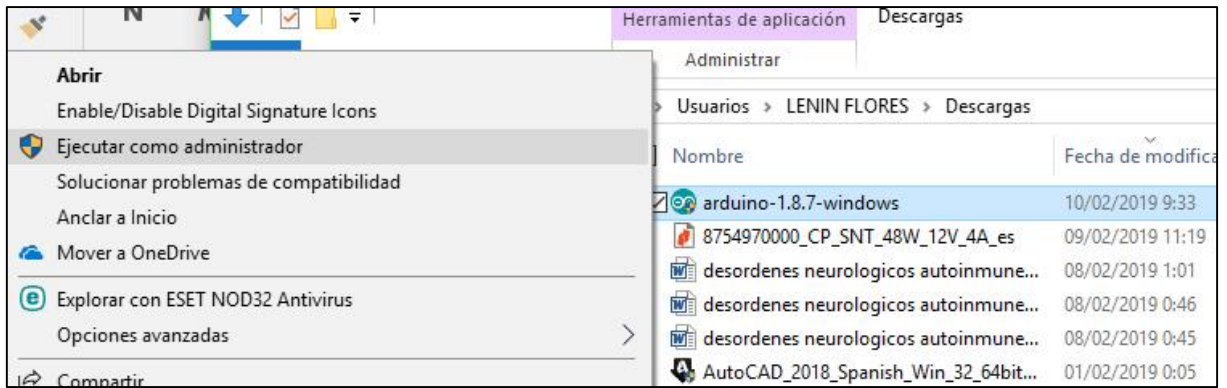 N
Herramientas de aplicación
Descargas
Administrar
Abrir
Enable/Disable Digital Signature Icons
Ejecutar como administrador
Solucionar problemas de compatibilidad
Anclar a Inicio
Mover a OneDrive
Explorar con ESET NOD32 Antivirus
Opciones avanzadas
Compartir
> Usuarios > LENIN FLORES > Descargas
Nombre Fecha de modifica
arduino-1.8.7-windows 10/02/2019 9:33
8754970000_CP_SNT_48W_12V_4A_es 09/02/2019 11:19
desordenes neurologicos autoinmune... 08/02/2019 1:01
desordenes neurologicos autoinmune... 08/02/2019 0:46
desordenes neurologicos autoinmune... 08/02/2019 0:45
AutoCAD_2018_Spanish_Win_32_64bit... 01/02/2019 0:05